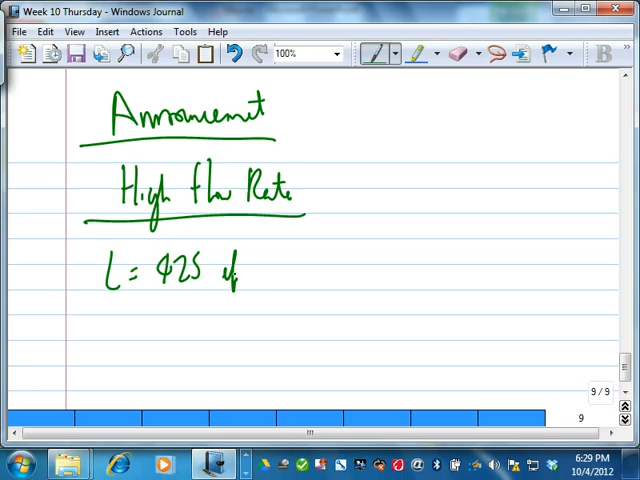 Week 10 Thursday - Windows Journal
File Edit View Insert Actions Tools Help
100% B »
Announcement
High Flow Rate
L = 425
9 / 9
9
6:29 PM
10/4/2012